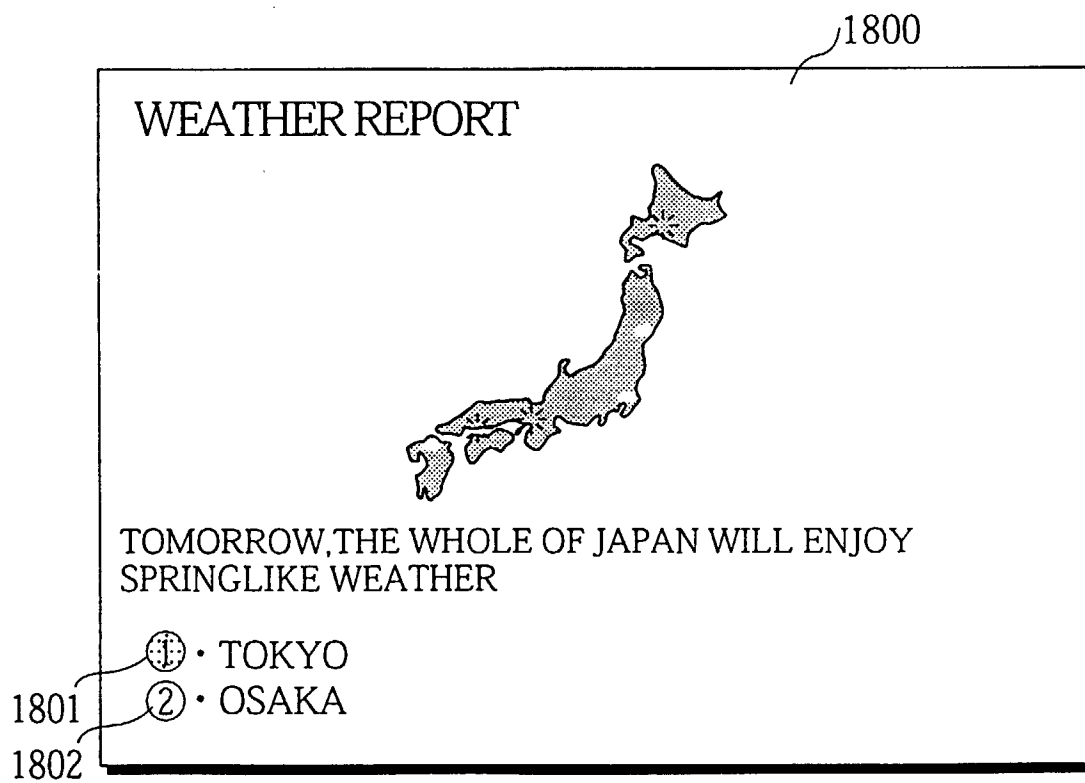 1800
WEATHER REPORT
TOMORROW,THE WHOLE OF JAPAN WILL ENJOY
SPRINGLIKE WEATHER
① · TOKYO
1801
② · OSAKA
1802